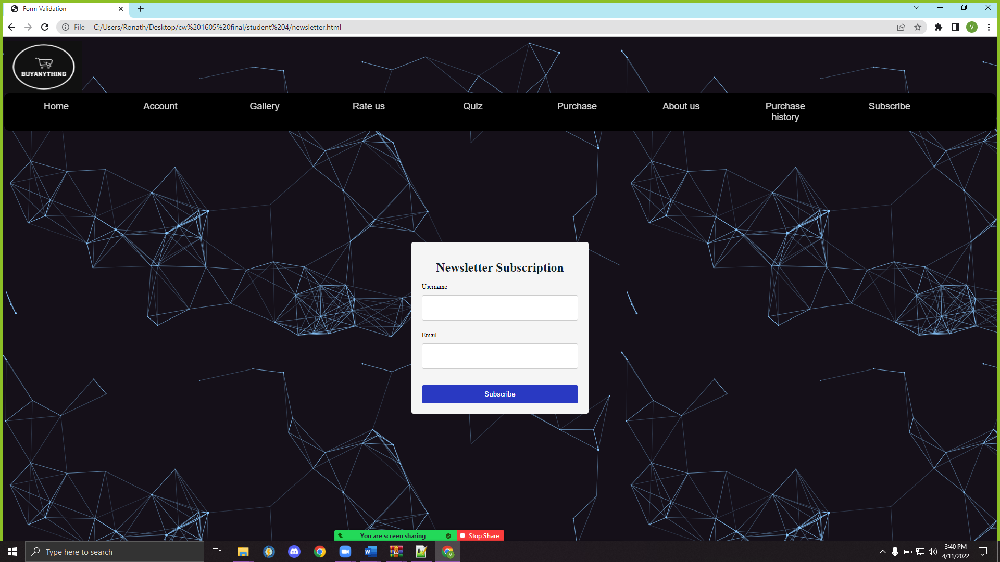 Form Validation
File
C:/Users/Ronath/Desktop/cw%201605%20final/student%204/newsletter.html
V
BUYANYTHING
Home Account Gallery Rate us Quiz Purchase About us Purchase history Subscribe
Newsletter Subscription
Username
Email
Subscribe
You are screen sharing Stop Share
Type here to search
3:40 PM
4/11/2022